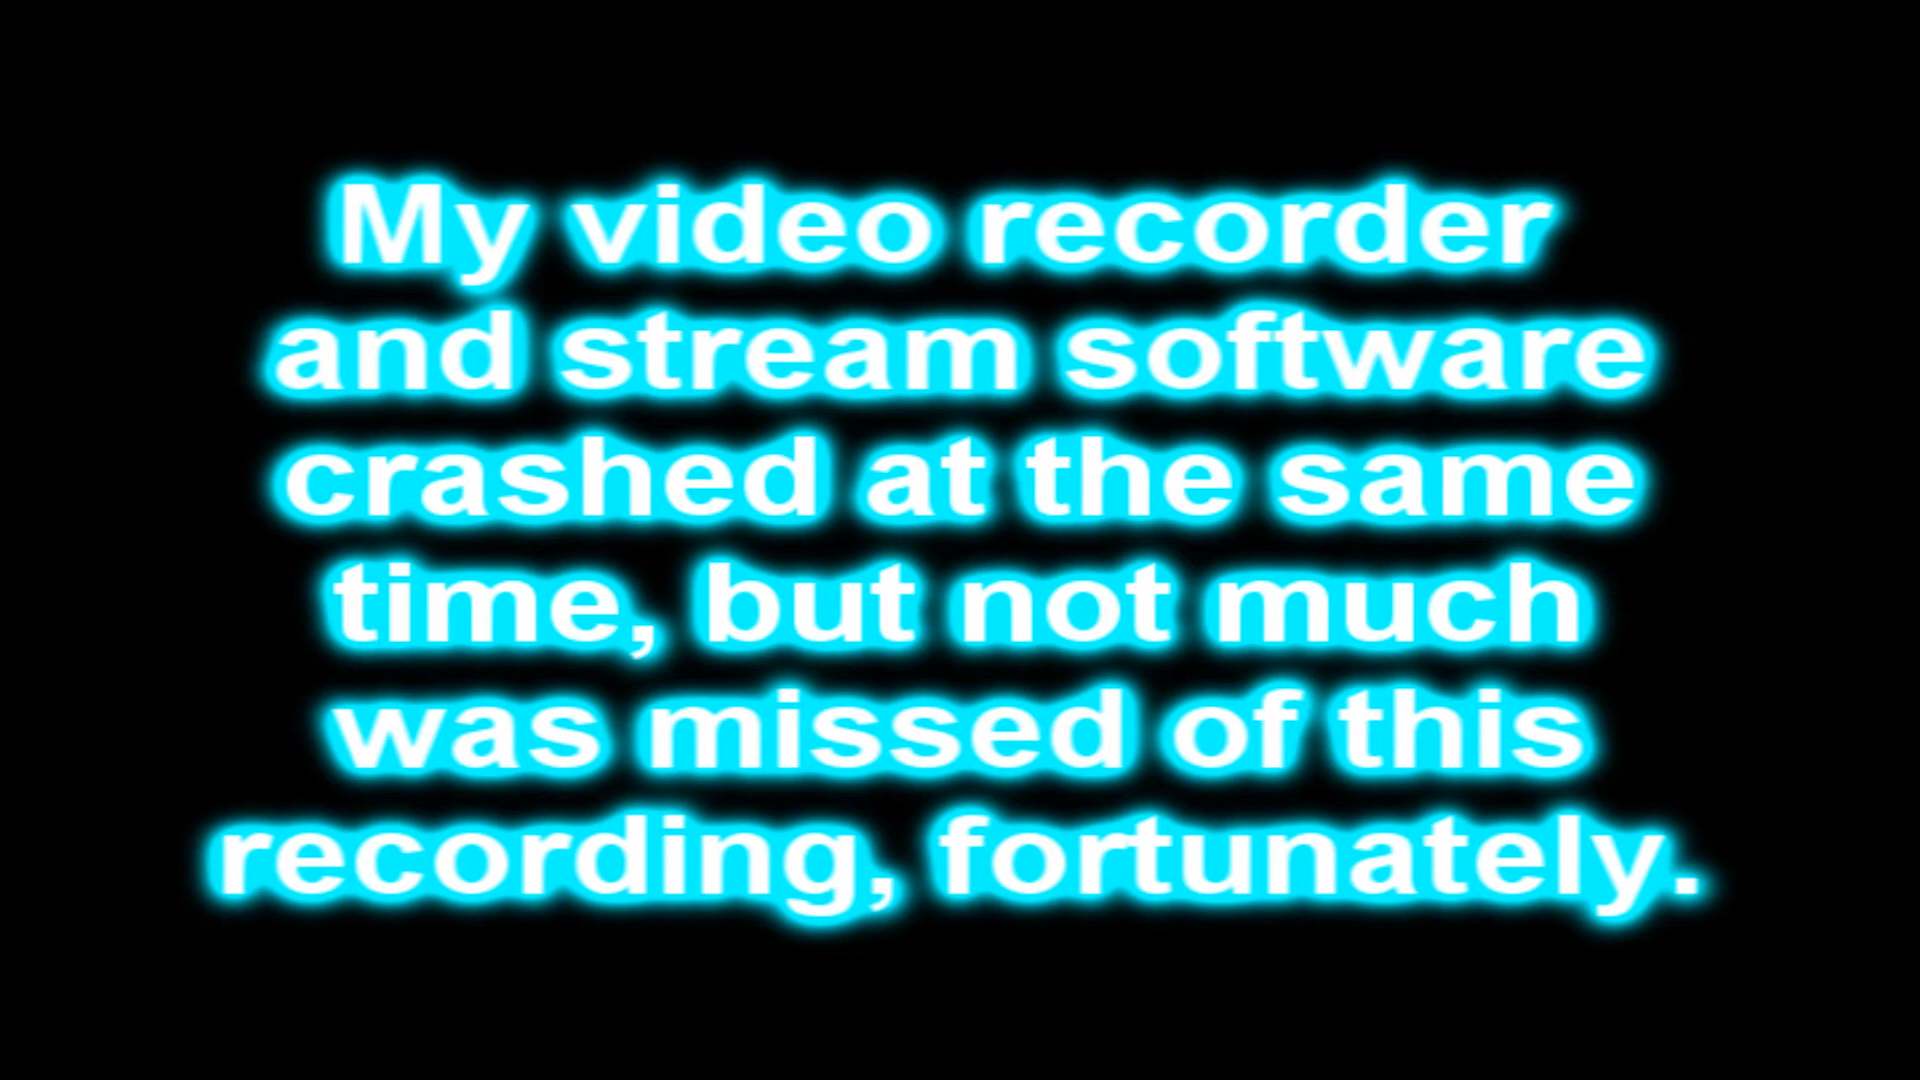 My video recorder
and stream software
crashed at the same
time, but not much
was missed of this
recording, fortunately.